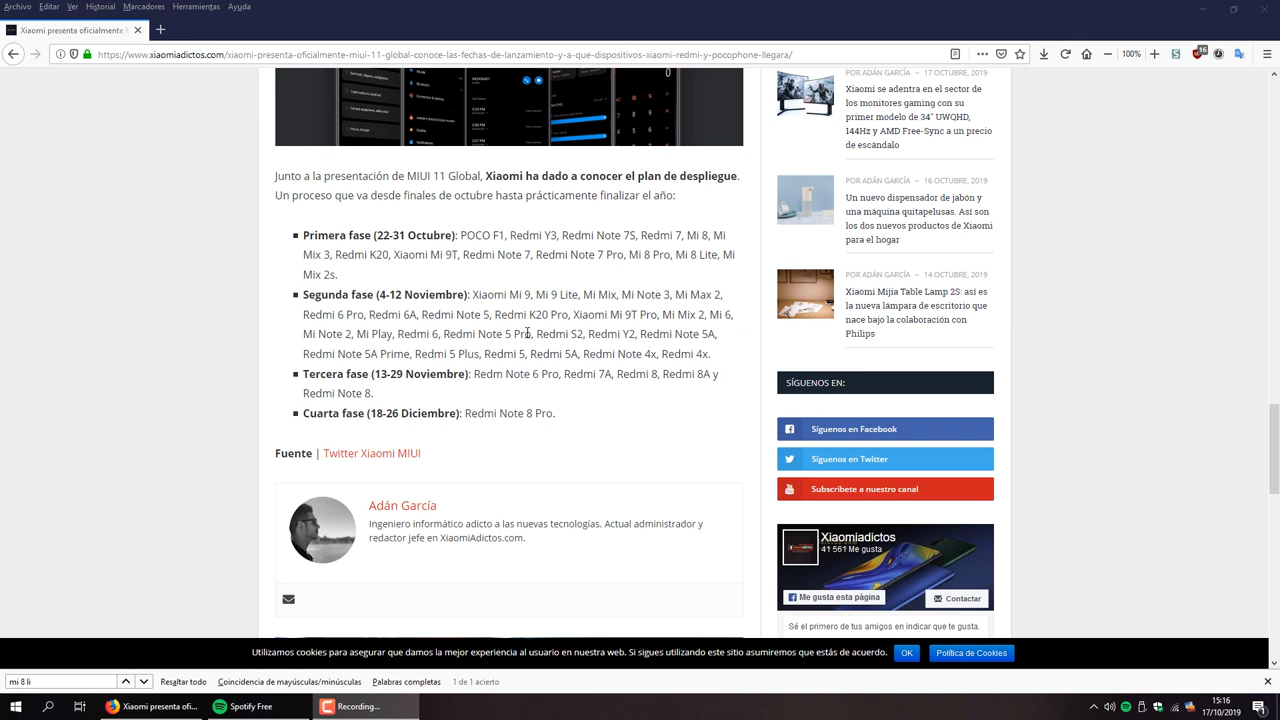 Archivo Editar Ver Historial Marcadores Herramientas Ayuda
Xiaomi presenta oficialmente M
https://www.xiaomiadictos.com/xiaomi-presenta-oficialmente-miui-11-global-conoce-las-fechas-de-lanzamiento-y-a-que-dispositivos-xiaomi-redmi-y-pocophone-llegara/
100%
16
Junto a la presentación de MIUI 11 Global, Xiaomi ha dado a conocer el plan de despliegue.
Un proceso que va desde finales de octubre hasta prácticamente finalizar el año:
Primera fase (22-31 Octubre): POCO F1, Redmi Y3, Redmi Note 7S, Redmi 7, Mi 8, Mi
Mix 3, Redmi K20, Xiaomi Mi 9T, Redmi Note 7, Redmi Note 7 Pro, Mi 8 Pro, Mi 8 Lite, Mi
Mix 2s.
Segunda fase (4-12 Noviembre): Xiaomi Mi 9, Mi 9 Lite, Mi Mix, Mi Note 3, Mi Max 2,
Redmi 6 Pro, Redmi 6A, Redmi Note 5, Redmi K20 Pro, Xiaomi Mi 9T Pro, Mi Mix 2, Mi 6,
Mi Note 2, Mi Play, Redmi 6, Redmi Note 5 Pro, Redmi S2, Redmi Y2, Redmi Note 5A,
Redmi Note 5A Prime, Redmi 5 Plus, Redmi 5, Redmi 5A, Redmi Note 4x, Redmi 4x.
Tercera fase (13-29 Noviembre): Redm Note 6 Pro, Redmi 7A, Redmi 8, Redmi 8A y
Redmi Note 8.
Cuarta fase (18-26 Diciembre): Redmi Note 8 Pro.
Fuente | Twitter Xiaomi MIUI
Adán García
Ingeniero informático adicto a las nuevas tecnologías. Actual administrador y
redactor jefe en XiaomiAdictos.com.
POR ADÁN GARCÍA – 17 OCTUBRE, 2019
Xiaomi se adentra en el sector de
los monitores gaming con su
primer modelo de 34" UWQHD,
144Hz y AMD Free-Sync a un precio
de escándalo
POR ADÁN GARCÍA – 16 OCTUBRE, 2019
Un nuevo dispensador de jabón y
una máquina quitapelusas. Así son
los dos nuevos productos de Xiaomi
para el hogar
POR ADÁN GARCÍA – 14 OCTUBRE, 2019
Xiaomi Mijia Table Lamp 2S: así es
la nueva lámpara de escritorio que
nace bajo la colaboración con
Philips
SÍGUENOS EN:
Síguenos en Facebook
Síguenos en Twitter
Subscríbete a nuestro canal
Xiaomiadictos
41 561 Me gusta
Me gusta esta página
Contactar
Sé el primero de tus amigos en indicar que te gusta.
Utilizamos cookies para asegurar que damos la mejor experiencia al usuario en nuestra web. Si sigues utilizando este sitio asumiremos que estás de acuerdo. OK Política de Cookies
mi 8 li
Resaltar todo Coincidencia de mayúsculas/minúsculas Palabras completas 1 de 1 acierto
Xiaomi presenta ofi... Spotify Free Recording...
15:16
17/10/2019
1